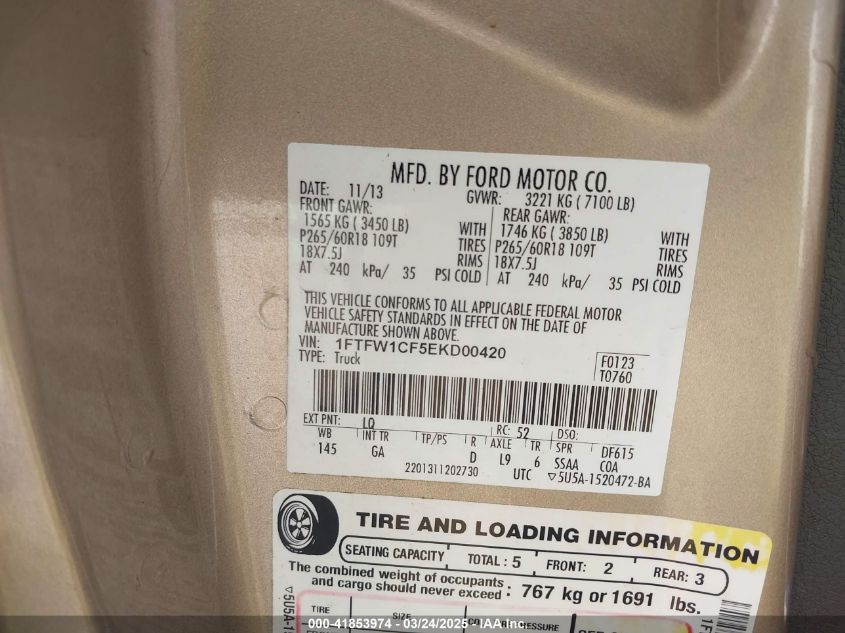 MFD. BY FORD MOTOR CO.
DATE: 11/13 GVWR: 3221 KG ( 7100 LB)
FRONT GAWR: REAR GAWR:
1565 KG ( 3450 LB) WITH 1746 KG ( 3850 LB) WITH
P265/60R18 109T TIRES P265/60R18 109T TIRES
18X7.5J RIMS 18X7.5J RIMS
AT 240 kPa/ 35 PSI COLD AT 240 kPa/ 35 PSI COLD
THIS VEHICLE CONFORMS TO ALL APPLICABLE FEDERAL MOTOR
VEHICLE SAFETY STANDARDS IN EFFECT ON THE DATE OF
MANUFACTURE SHOWN ABOVE.
VIN: 1FTFW1CF5EKD00420
TYPE: Truck
F0123
T0760
EXT PNT: LQ RC: 52 DSO:
WB INT TR TP/PS R AXLE TR SPR DF615
145 GA D L9 6 SSAA COA
2201311202730 UTC ▽5U5A-1520472-BA
TIRE AND LOADING INFORMATION
SEATING CAPACITY TOTAL : 5 FRONT: 2 REAR: 3
The combined weight of occupants
and cargo should never exceed : 767 kg or 1691 lbs.
TIRE SIZE PRESSURE
▽5U5A-15
000-41853974 - 03/24/2025 - IAA Inc.